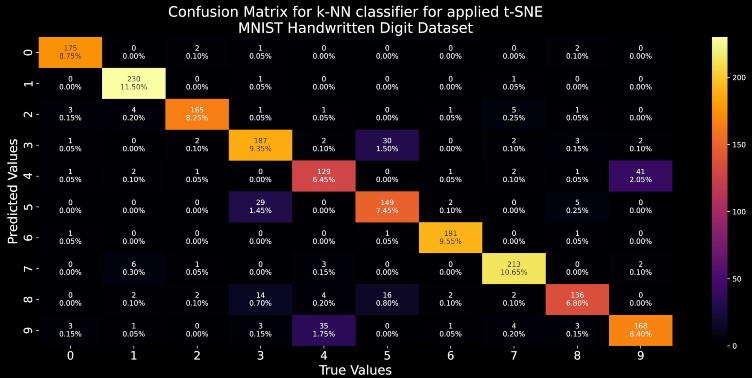 Confusion Matrix for k-NN classifier for applied t-SNE
MNIST Handwritten Digit Dataset
Predicted Values
0 175 0 2 1 0 0 0 0 2 0
8.75% 0.00% 0.10% 0.05% 0.00% 0.00% 0.00% 0.00% 0.10% 0.00%
1 0 230 0 1 0 0 0 1 0 0
0.00% 11.50% 0.00% 0.05% 0.00% 0.00% 0.00% 0.05% 0.00% 0.00%
2 3 4 165 1 1 0 1 5 1 0
0.15% 0.20% 8.25% 0.05% 0.05% 0.00% 0.05% 0.25% 0.05% 0.00%
3 1 0 2 187 2 30 0 2 3 2
0.05% 0.00% 0.10% 9.35% 0.10% 1.50% 0.00% 0.10% 0.15% 0.10%
4 1 2 1 0 129 0 1 2 1 41
0.05% 0.10% 0.05% 0.00% 6.45% 0.00% 0.05% 0.10% 0.05% 2.05%
5 0 0 0 29 0 149 2 0 5 0
0.00% 0.00% 0.00% 1.45% 0.00% 7.45% 0.10% 0.00% 0.25% 0.00%
6 1 0 0 0 0 1 191 0 1 0
0.05% 0.00% 0.00% 0.00% 0.00% 0.05% 9.55% 0.00% 0.05% 0.00%
7 0 6 1 0 3 0 0 213 0 2
0.00% 0.30% 0.05% 0.00% 0.15% 0.00% 0.00% 10.65% 0.00% 0.10%
8 0 2 2 14 4 16 2 2 136 0
0.00% 0.10% 0.10% 0.70% 0.20% 0.80% 0.10% 0.10% 6.80% 0.00%
9 3 1 0 3 35 0 1 4 3 168
0.15% 0.05% 0.00% 0.15% 1.75% 0.00% 0.05% 0.20% 0.15% 8.40%
0 1 2 3 4 5 6 7 8 9
True Values
200
150
100
50
0